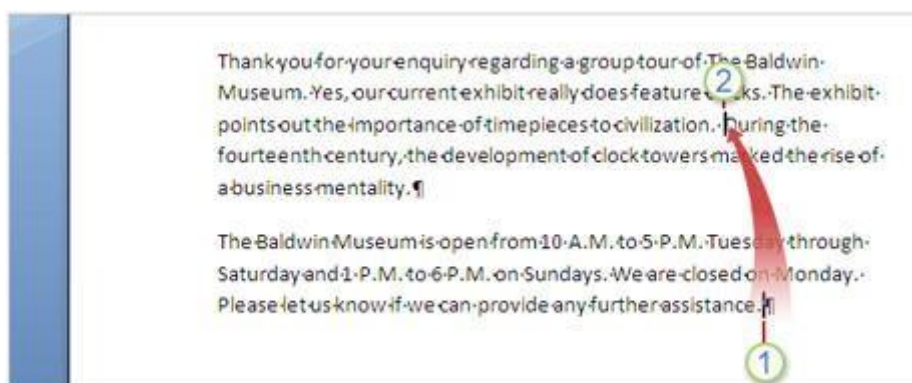 Thank you for your enquiry regarding a group tour of The Baldwin
Museum. Yes, our current exhibit really does feature The exhibit
points out the importance of timepieces to civilization. During the
fourteenth century, the development of clock towers marked the rise of
a business mentality.¶
The Baldwin Museum is open from 10 A.M. to 5 P.M. Tuesday through
Saturday and 1 P.M. to 6 P.M. on Sundays. We are closed on Monday.
Please let us know if we can provide any further assistance.¶
2
1